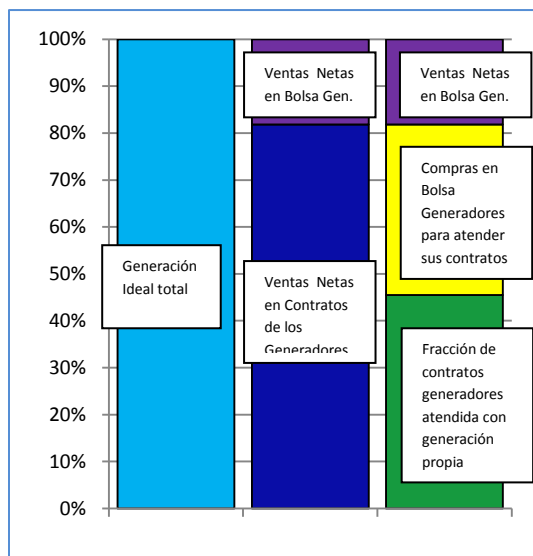 100%
90%
80%
70%
60%
50%
40%
30%
20%
10%
0%
Generación
Ideal total
Ventas Netas
en Bolsa Gen.
Ventas Netas
en Contratos
de los
Generadores
Ventas Netas
en Bolsa Gen.
Compras en
Bolsa
Generadores
para atender
sus contratos
Fracción de
contratos
generadores
atendida con
generación
propia